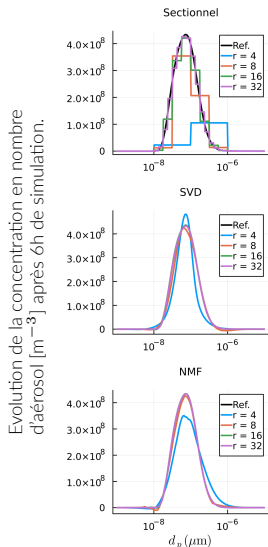 Evolution de la concentration en nombre
d'aérosol [m⁻³] après 6h de simulation.
Sectionnel
4.0×10⁸
3.0×10⁸
2.0×10⁸
1.0×10⁸
0
10⁻⁸
10⁻⁶
Ref.
r = 4
r = 8
r = 16
r = 32
SVD
4.0×10⁸
3.0×10⁸
2.0×10⁸
1.0×10⁸
0
10⁻⁸
10⁻⁶
Ref.
r = 4
r = 8
r = 16
r = 32
NMF
4.0×10⁸
3.0×10⁸
2.0×10⁸
1.0×10⁸
0
10⁻⁸
10⁻⁶
Ref.
r = 4
r = 8
r = 16
r = 32
dₚ (μm)